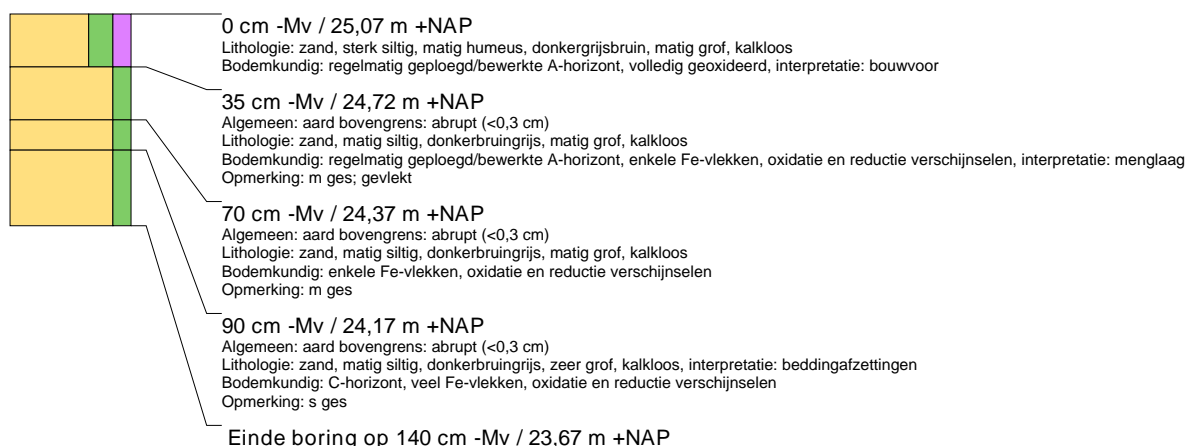 0 cm -Mv / 25,07 m +NAP
Lithologie: zand, sterk siltig, matig humeus, donkergrijsbruin, matig grof, kalkloos
Bodemkundig: regelmatig geploegd/bewerkte A-horizont, volledig geoxideerd, interpretatie: bouwvoor
35 cm -Mv / 24,72 m +NAP
Algemeen: aard bovengrens: abrupt (<0,3 cm)
Lithologie: zand, matig siltig, donkerbruingrijs, matig grof, kalkloos
Bodemkundig: regelmatig geploegd/bewerkte A-horizont, enkele Fe-vlekken, oxidatie en reductie verschijnselen, interpretatie: menglaag
Opmerking: m ges; gevlekt
70 cm -Mv / 24,37 m +NAP
Algemeen: aard bovengrens: abrupt (<0,3 cm)
Lithologie: zand, matig siltig, donkerbruingrijs, matig grof, kalkloos
Bodemkundig: enkele Fe-vlekken, oxidatie en reductie verschijnselen
Opmerking: m ges
90 cm -Mv / 24,17 m +NAP
Algemeen: aard bovengrens: abrupt (<0,3 cm)
Lithologie: zand, matig siltig, donkerbruingrijs, zeer grof, kalkloos, interpretatie: beddingafzettingen
Bodemkundig: C-horizont, veel Fe-vlekken, oxidatie en reductie verschijnselen
Opmerking: s ges
Einde boring op 140 cm -Mv / 23,67 m +NAP